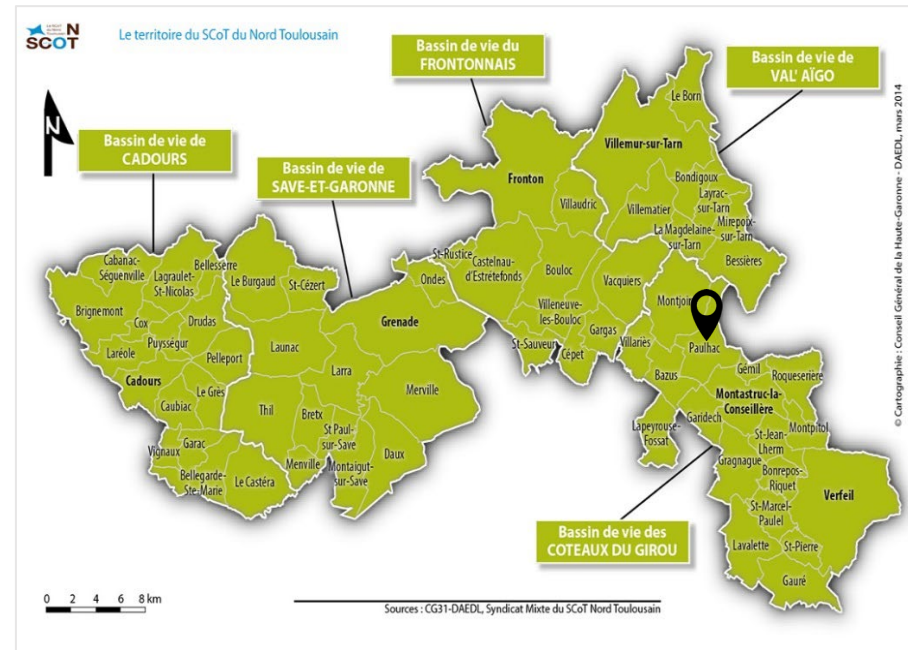 LE SCOT
N
SCOT
Le territoire du SCoT du Nord Toulousain
N
Bassin de vie du
FRONTONNAIS
Bassin de vie de
VAL' AÏGO
Bassin de vie de
CADOURS
Bassin de vie de
SAVE-ET-GARONNE
Le Born
Villemur-sur-Tarn
Fronton
Bondigoux
Layrac-
sur-Tarn
Villaudric
Villematier
La Magdelaine-
sur-Tarn
Mirepoix-
sur-Tarn
Bessières
Cabanac-
Séguenville
Lagraulet-
St-Nicolas
Bellesserre
Le Burgaud
St-Cézert
St-Rustice
Ondes
Castelnau-
d'Estrétefonds
Bouloc
Vacquiers
Montjoir
Brignemont
Cox
Drudas
Puysségur
Grenade
Villeneuve-
les-Bouloc
Gargas
Villariès
Paulhac
Laréole
Pelleport
Launac
Larra
St-Sauveur
Cépet
Bazus
Gémil
Roqueserière
Cadours
Le Grès
Caubiac
Merville
Montastruc-la-
Conseillère
Thil
Bretx
St Paul-
sur-Save
Lapeyrouse-
Fossat
Garidech
St-Jean-
Lherm
Montpitol
Vignaux
Garac
Bellegarde-
Ste-Marie
Le Castéra
Menville
Montaigut-
sur-Save
Daux
Gragnague
Bonrepos-
Riquet
Verfeil
St-Marcel-
Paulel
Lavalette
St-Pierre
Gauré
Bassin de vie des
COTEAUX DU GIROU
0 2 4 6 8 km
Sources : CG31-DAEDL, Syndicat Mixte du SCoT Nord Toulousain
© Cartographie : Conseil Général de la Haute-Garonne - DAEDL, mars 2014